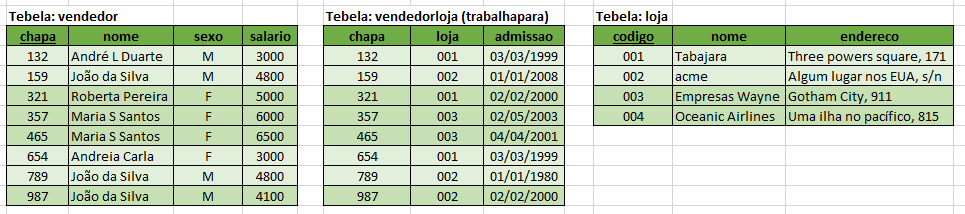 Tebela: vendedor
chapa nome sexo salario
132 André L Duarte M 3000
159 João da Silva M 4800
321 Roberta Pereira F 5000
357 Maria S Santos F 6000
465 Maria S Santos F 6500
654 Andreia Carla F 3000
789 João da Silva M 4800
987 João da Silva M 4100
Tebela: vendedorloja (trabalhapara)
chapa loja admissao
132 001 03/03/1999
159 002 01/01/2008
321 001 02/02/2000
357 003 02/05/2003
465 003 04/04/2001
654 001 03/03/1999
789 002 01/01/1980
987 002 02/02/2000
Tebela: loja
codigo nome endereco
001 Tabajara Three powers square, 171
002 acme Algum lugar nos EUA, s/n
003 Empresas Wayne Gotham City, 911
004 Oceanic Airlines Uma ilha no pacífico, 815